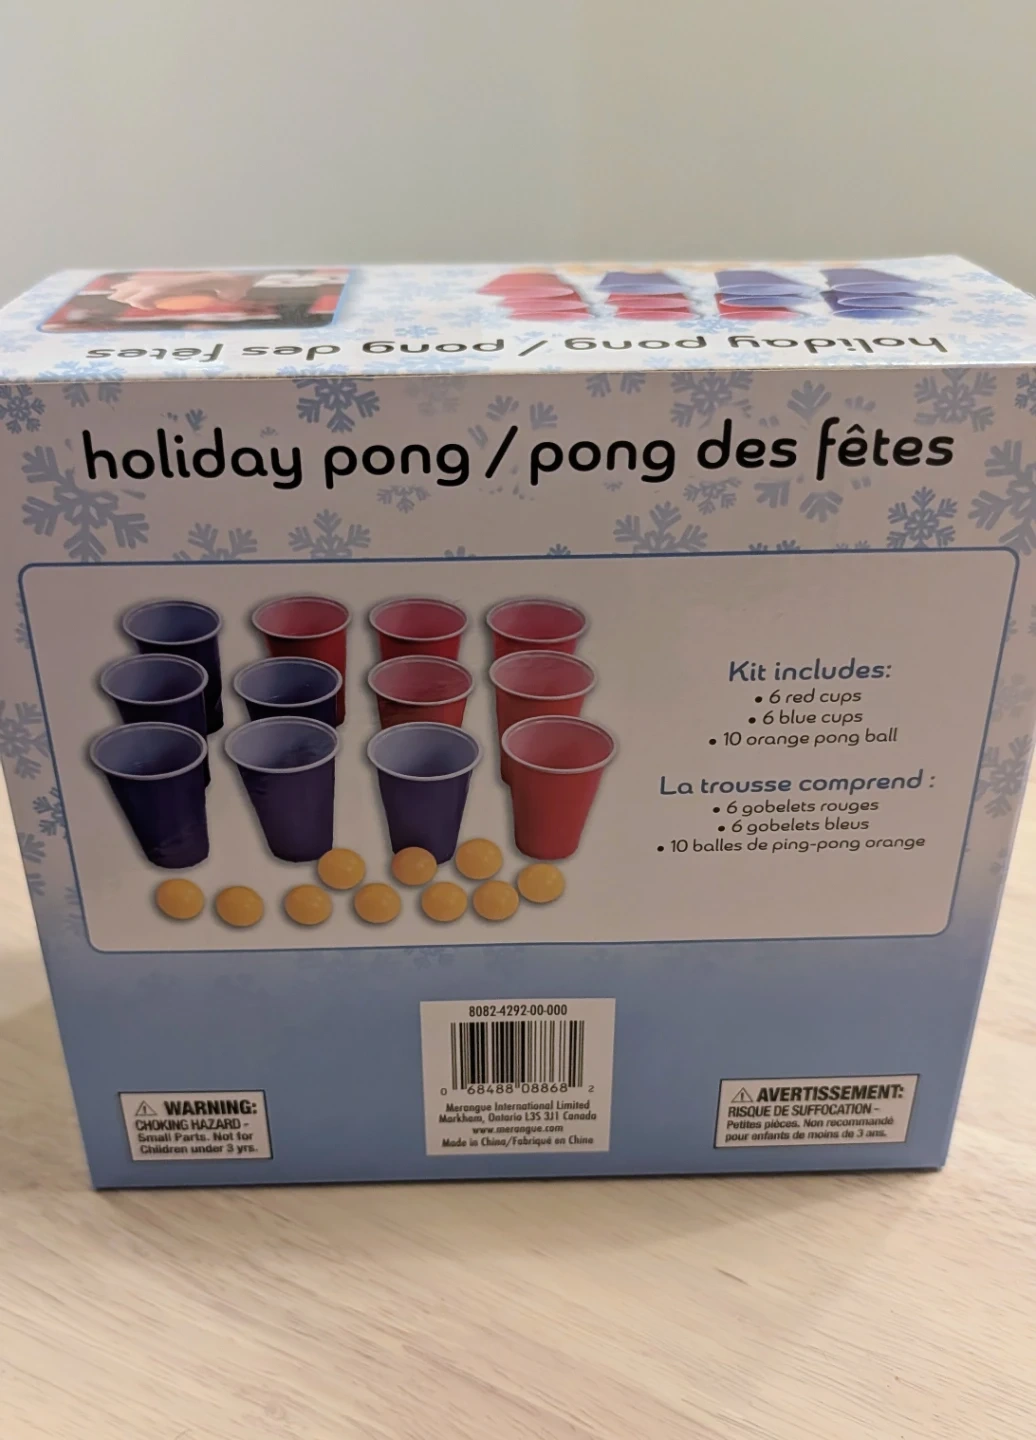 holiday pong / pong des fêtes
holiday pong / pong des fêtes
Kit includes:
• 6 red cups
• 6 blue cups
• 10 orange pong ball
La trousse comprend :
• 6 gobelets rouges
• 6 gobelets bleus
• 10 balles de ping-pong orange
8082-4292-00-000
0 68488 08868 2
Merangue International Limited
Markham, Ontario L3S 3J1 Canada
www.merangue.com
Made in China/Fabriqué en China
⚠ WARNING:
CHOKING HAZARD -
Small Parts. Not for
Children under 3 yrs.
⚠ AVERTISSEMENT:
RISQUE DE SUFFOCATION -
Petites pièces. Non recommandé
pour enfants de moins de 3 ans.